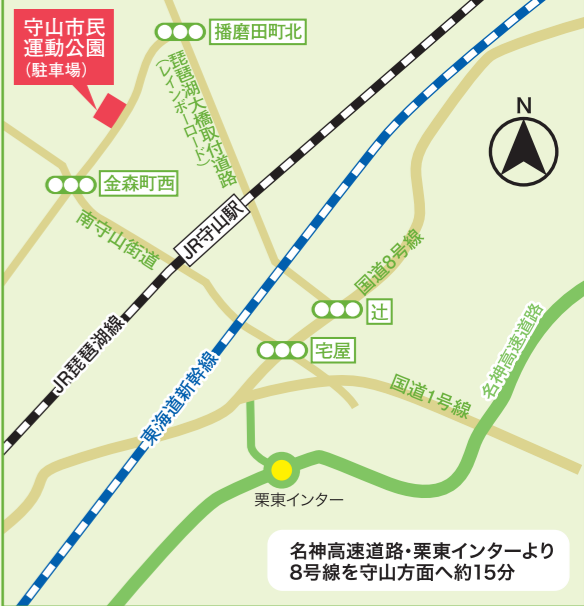 守山市民
運動公園
（駐車場）
播磨田町北
琵琶湖大橋取付道路
（レインボーロード）
N
金森町西
南守山街道
JR守山駅
国道8号線
辻
宅屋
JR琵琶湖線
東海道新幹線
国道1号線
名神高速道路
栗東インター
名神高速道路・栗東インターより
8号線を守山方面へ約15分